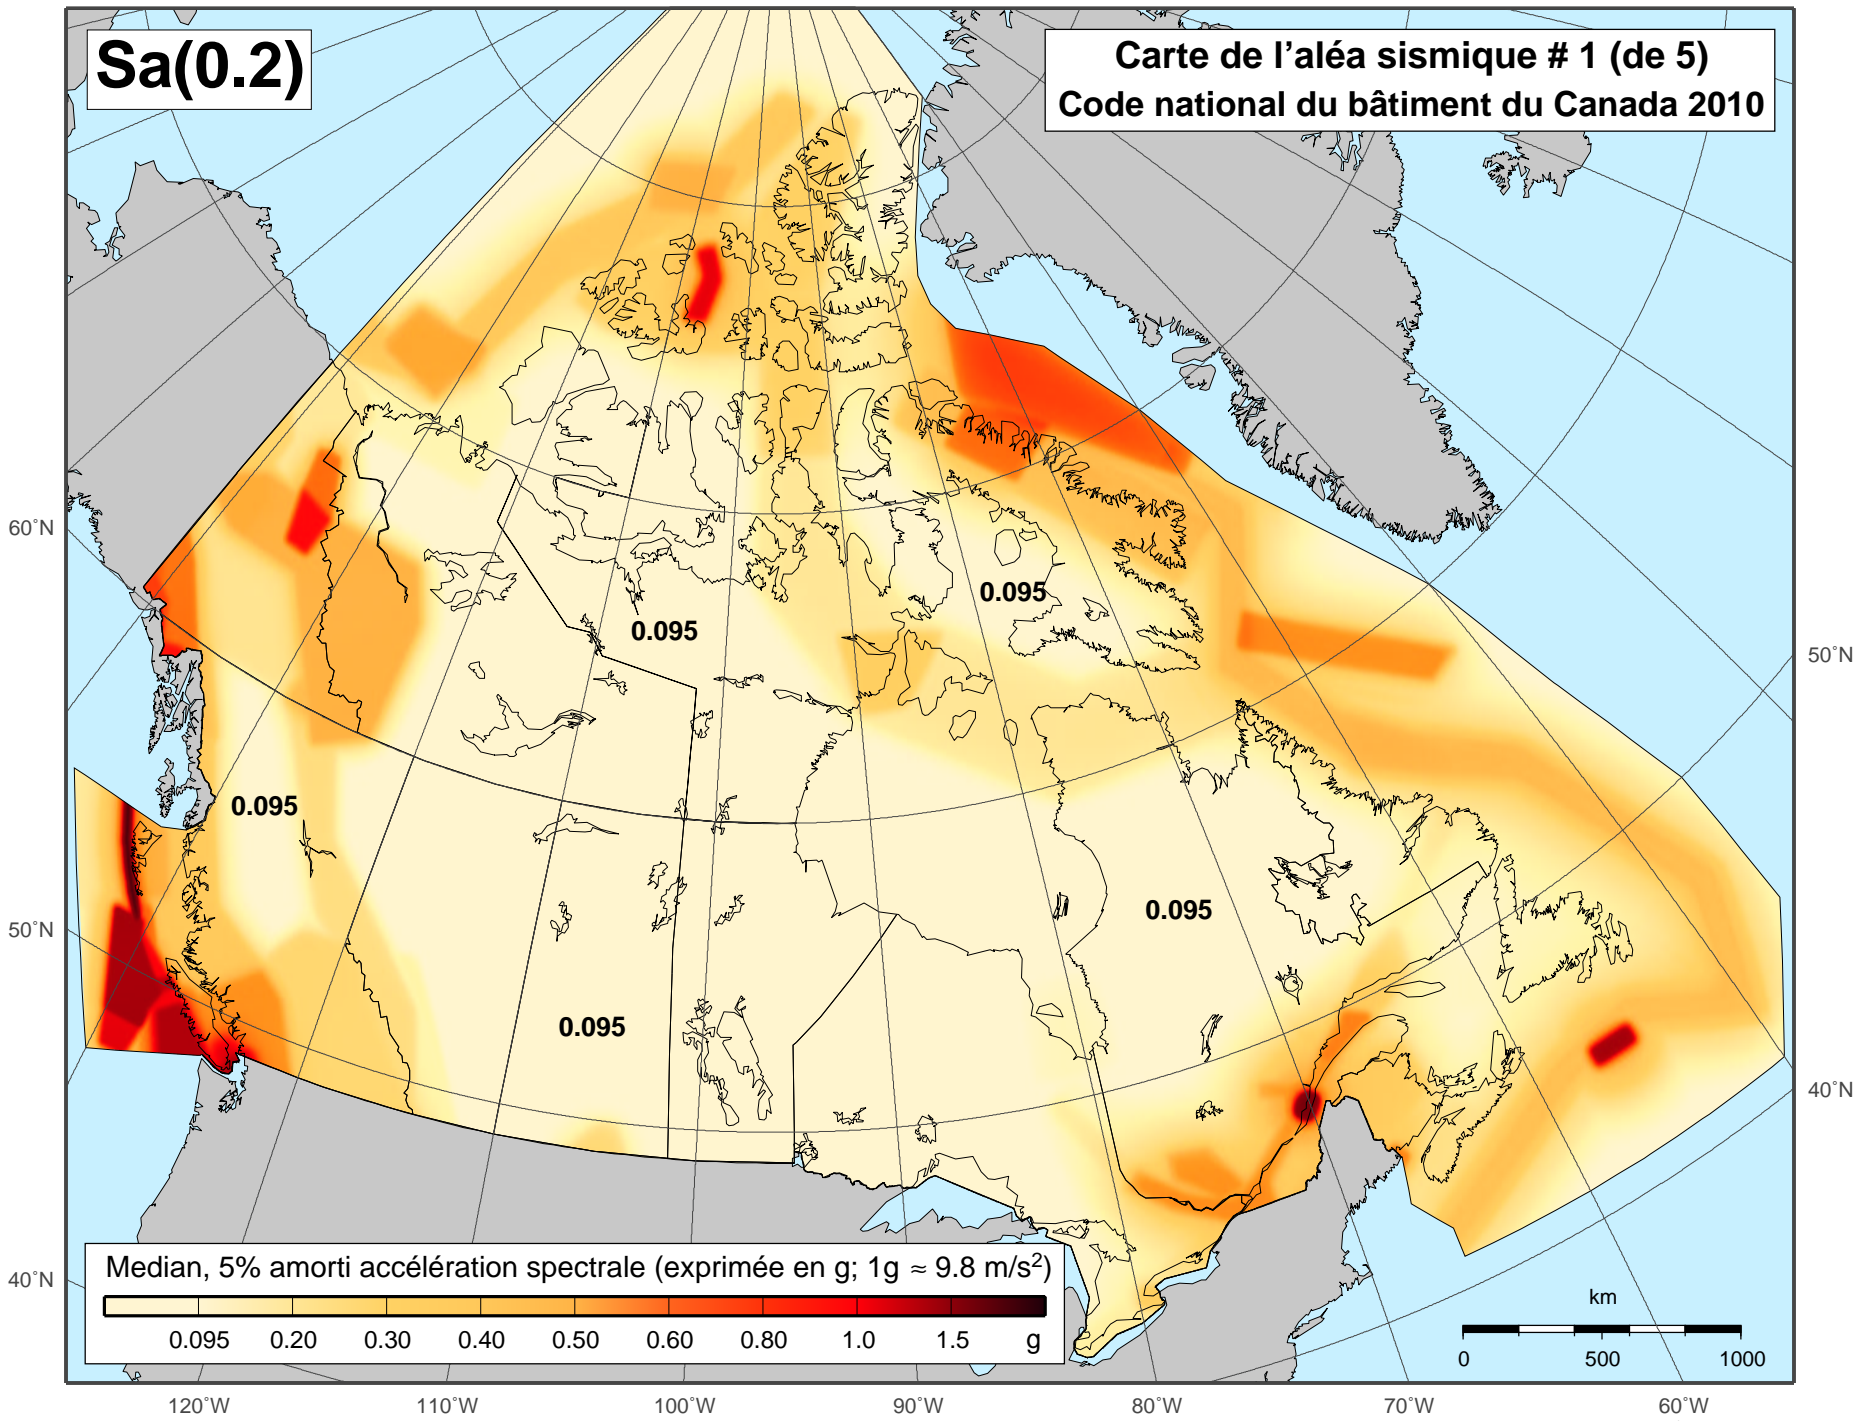 Sa(0.2)
Carte de l'aléa sismique # 1 (de 5)
Code national du bâtiment du Canada 2010
60°N
50°N
40°N
50°N
40°N
0.095
0.095
0.095
0.095
0.095
Median, 5% amorti accélération spectrale (exprimée en g; 1g ≈ 9.8 m/s²)
0.095 0.20 0.30 0.40 0.50 0.60 0.80 1.0 1.5 g
km
0 500 1000
120°W 110°W 100°W 90°W 80°W 70°W 60°W